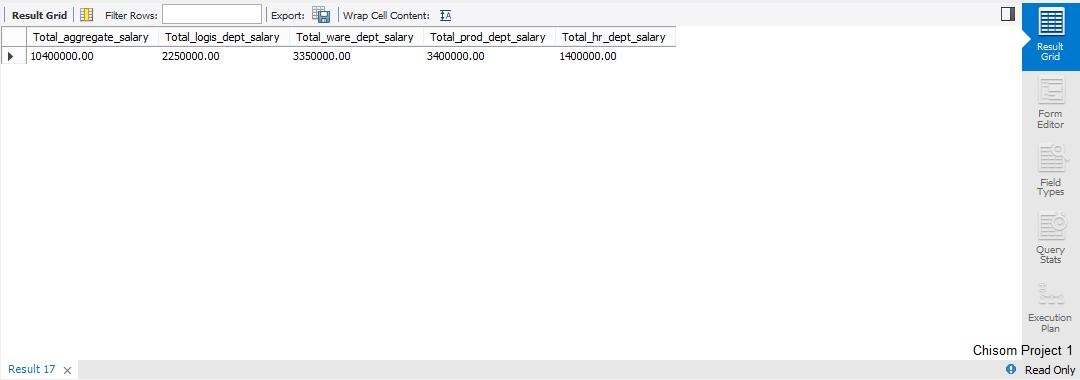 Result Grid Filter Rows: Export: Wrap Cell Content: IA
Total_aggregate_salary Total_logis_dept_salary Total_ware_dept_salary Total_prod_dept_salary Total_hr_dept_salary
10400000.00 2250000.00 3350000.00 3400000.00 1400000.00
Result
Grid
Form
Editor
Field
Types
Query
Stats
Execution
Plan
Chisom Project 1
Result 17 ×
Read Only